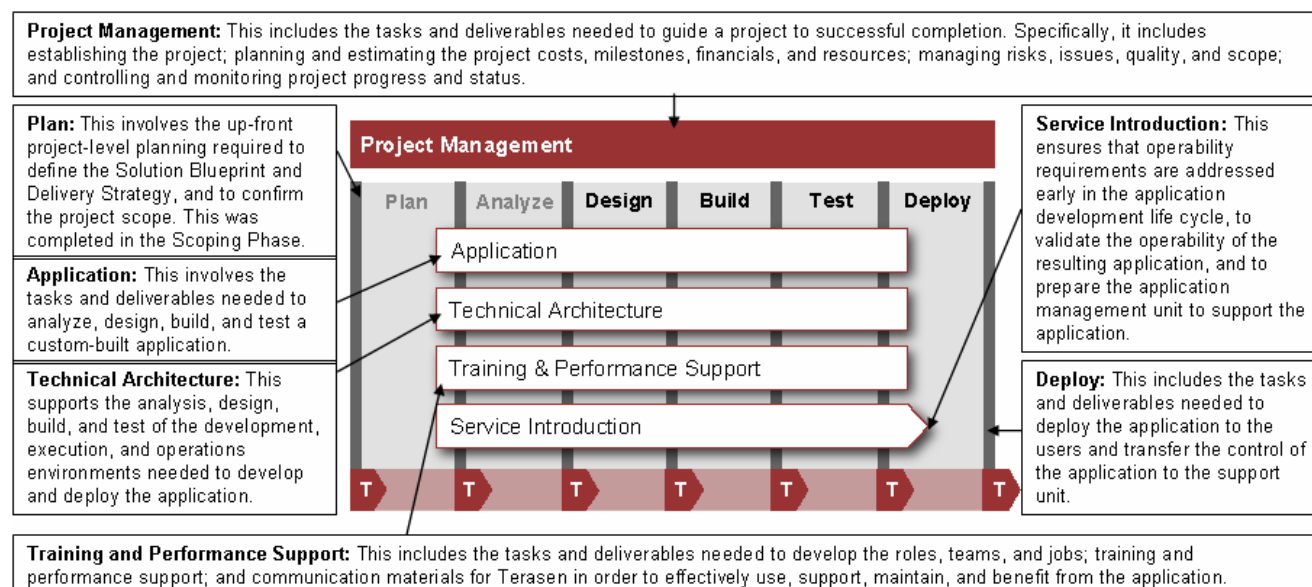 Project Management: This includes the tasks and deliverables needed to guide a project to successful completion. Specifically, it includes
establishing the project; planning and estimating the project costs, milestones, financials, and resources; managing risks, issues, quality, and scope;
and controlling and monitoring project progress and status.
Plan: This involves the up-front
project-level planning required to
define the Solution Blueprint and
Delivery Strategy, and to confirm
the project scope. This was
completed in the Scoping Phase.
Application: This involves the
tasks and deliverables needed to
analyze, design, build, and test a
custom-built application.
Technical Architecture: This
supports the analysis, design,
build, and test of the development,
execution, and operations
environments needed to develop
and deploy the application.
Project Management
Plan Analyze Design Build Test Deploy
Application
Technical Architecture
Training & Performance Support
Service Introduction
T T T T T T T
Service Introduction: This
ensures that operability
requirements are addressed
early in the application
development life cycle, to
validate the operability of the
resulting application, and to
prepare the application
management unit to support the
application.
Deploy: This includes the tasks
and deliverables needed to
deploy the application to the
users and transfer the control of
the application to the support
unit.
Training and Performance Support: This includes the tasks and deliverables needed to develop the roles, teams, and jobs; training and
performance support; and communication materials for Terasen in order to effectively use, support, maintain, and benefit from the application.